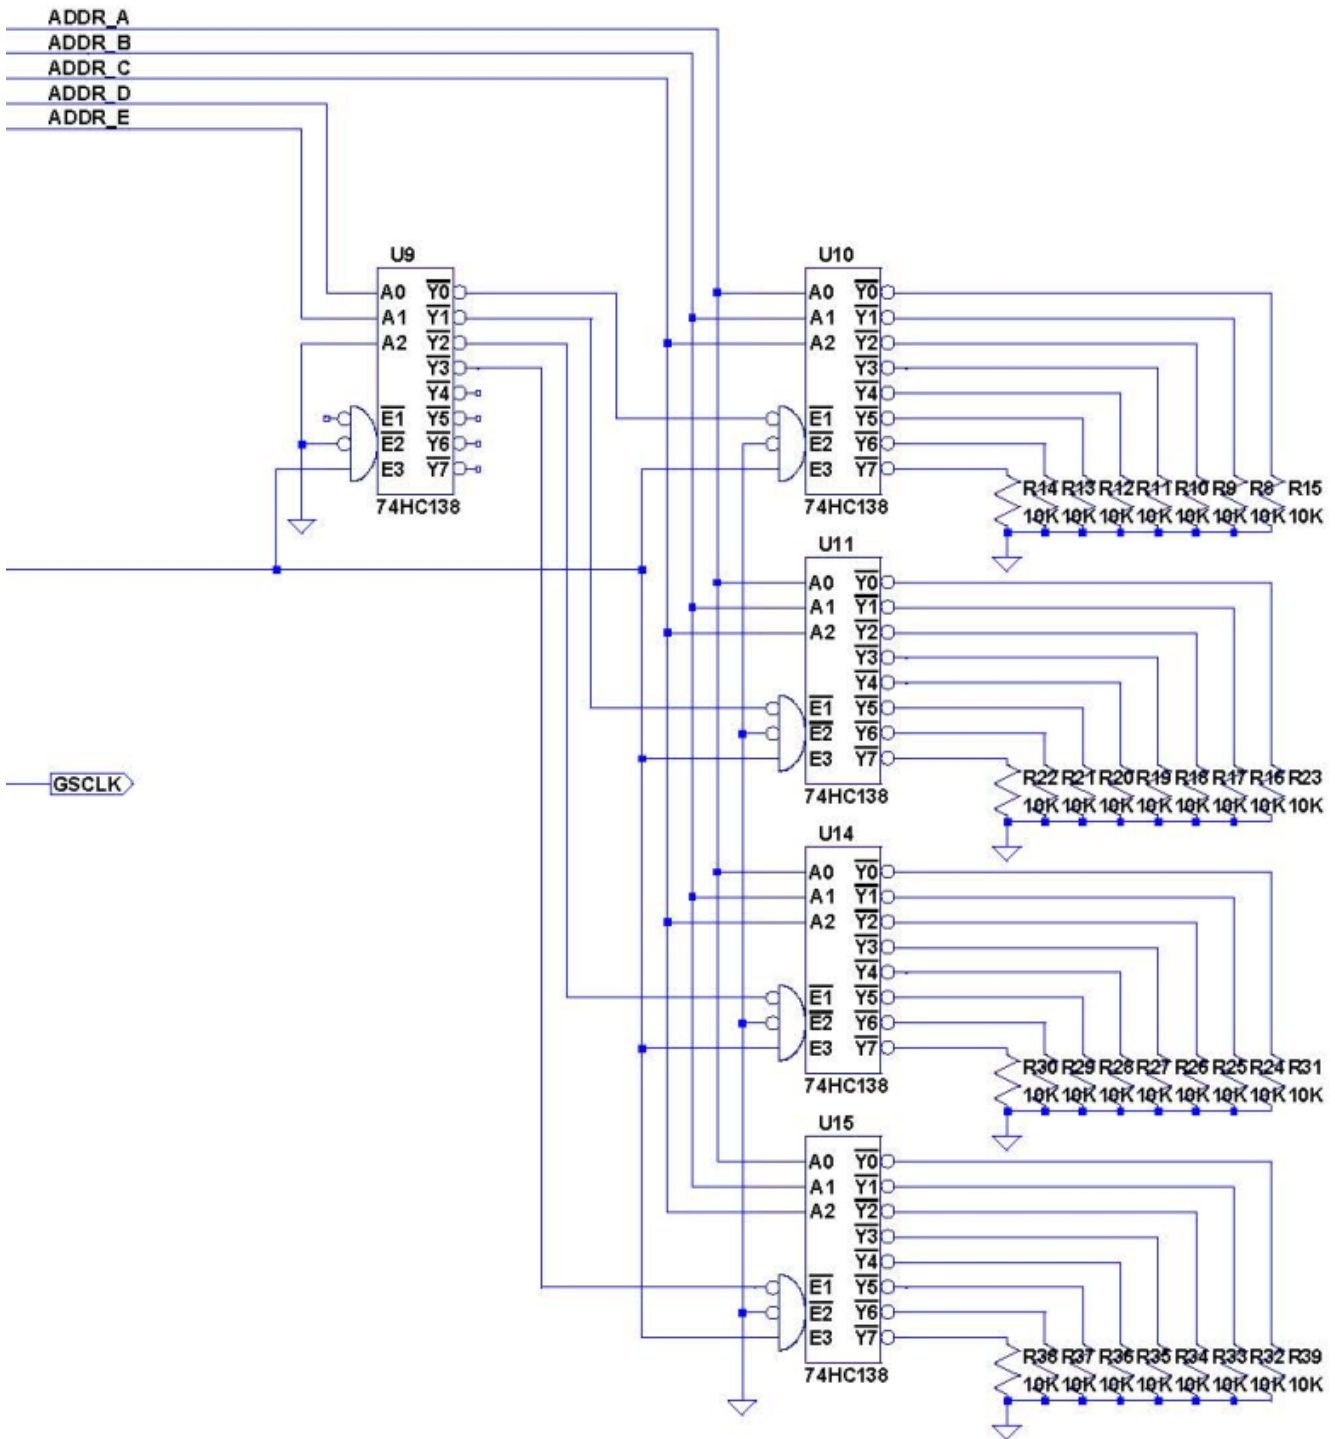 ADDR_A
ADDR_B
ADDR_C
ADDR_D
ADDR_E
U9
A0 Y0
A1 Y1
A2 Y2
Y3
Y4
E1 Y5
E2 Y6
E3 Y7
74HC138
U10
A0 Y0
A1 Y1
A2 Y2
Y3
Y4
E1 Y5
E2 Y6
E3 Y7
74HC138
R14 R13 R12 R11 R10 R9 R8 R15
10K 10K 10K 10K 10K 10K 10K 10K
U11
A0 Y0
A1 Y1
A2 Y2
Y3
Y4
E1 Y5
E2 Y6
E3 Y7
74HC138
R22 R21 R20 R19 R18 R17 R16 R23
10K 10K 10K 10K 10K 10K 10K 10K
GSCLK
U14
A0 Y0
A1 Y1
A2 Y2
Y3
Y4
E1 Y5
E2 Y6
E3 Y7
74HC138
R30 R29 R28 R27 R26 R25 R24 R31
10K 10K 10K 10K 10K 10K 10K 10K
U15
A0 Y0
A1 Y1
A2 Y2
Y3
Y4
E1 Y5
E2 Y6
E3 Y7
74HC138
R38 R37 R36 R35 R34 R33 R32 R39
10K 10K 10K 10K 10K 10K 10K 10K